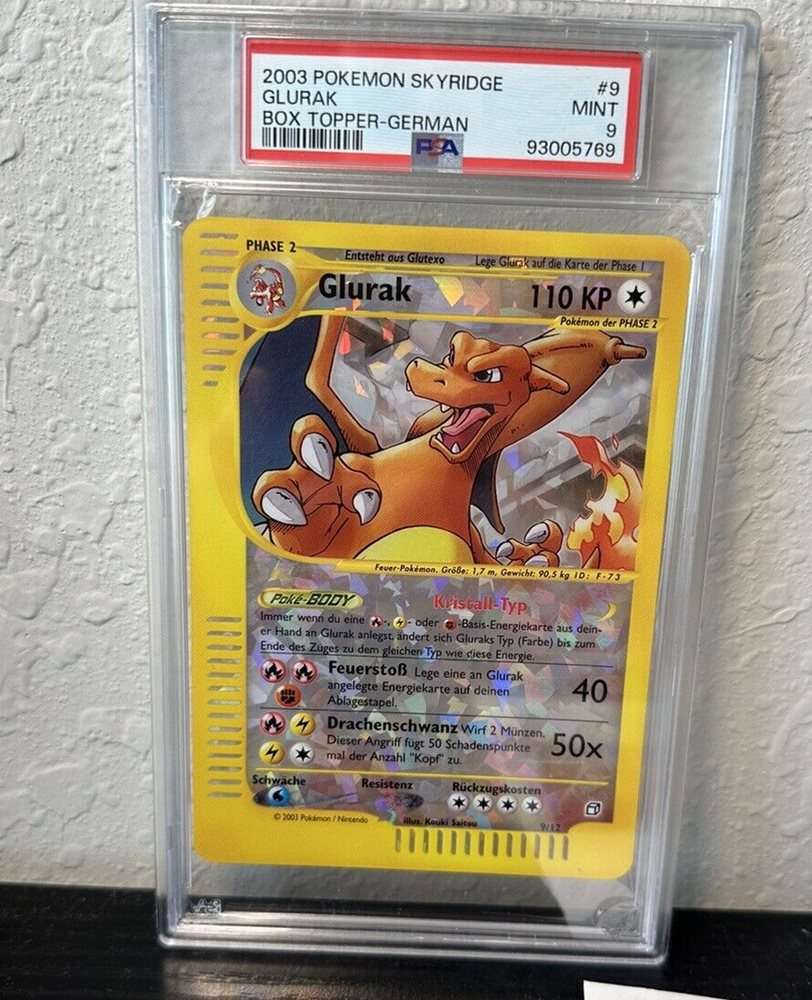 2003 POKEMON SKYRIDGE #9
GLURAK MINT
BOX TOPPER-GERMAN 9
PSA 93005769
PHASE 2 Entsteht aus Glutexo Lege Glurak auf die Karte der Phase 1
Glurak 110 KP
Pokémon der PHASE 2
Feuer-Pokémon. Größe: 1,7 m, Gewicht: 90,5 kg ID: F-73
Poké-BODY Kristall-Typ
Immer wenn du eine -, - oder -Basis-Energiekarte aus dein-
er Hand an Glurak anlegst, ändert sich Gluraks Typ (Farbe) bis zum
Ende des Zuges zu dem gleichen Typ wie diese Energie.
Feuerstoß Lege eine an Glurak
angelegte Energiekarte auf deinen 40
Ablagestapel.
Drachenschwanz Wirf 2 Münzen.
Dieser Angriff fügt 50 Schadenspunkte 50x
mal der Anzahl "Kopf" zu.
Schwäche Resistenz Rückzugskosten
© 2003 Pokémon / Nintendo Illus. Kouki Saitou 9/12